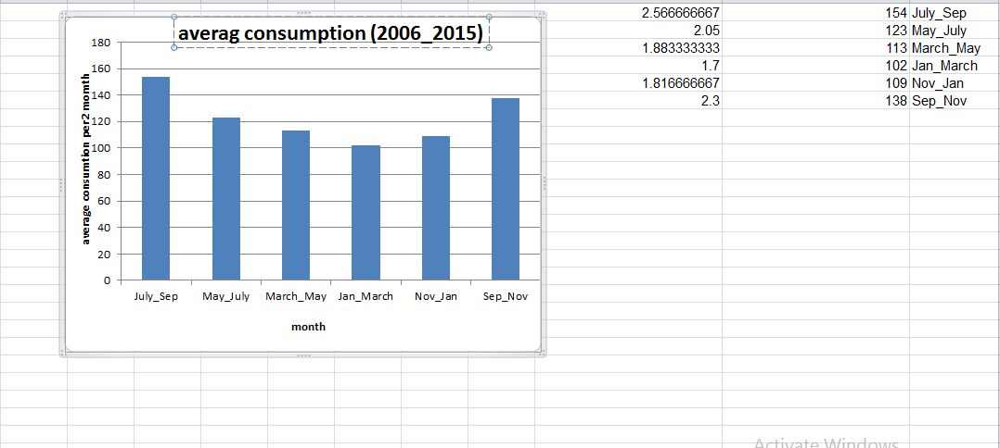 averag consumption (2006_2015)
average consumtion per2 momth
180
160
140
120
100
80
60
40
20
0
July_Sep May_July March_May Jan_March Nov_Jan Sep_Nov
month
2.566666667 154 July_Sep
2.05 123 May_July
1.883333333 113 March_May
1.7 102 Jan_March
1.816666667 109 Nov_Jan
2.3 138 Sep_Nov
Activate Windows